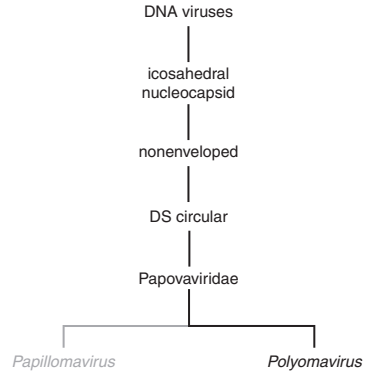 DNA viruses
icosahedral
nucleocapsid
nonenveloped
DS circular
Papovaviridae
Papillomavirus
Polyomavirus